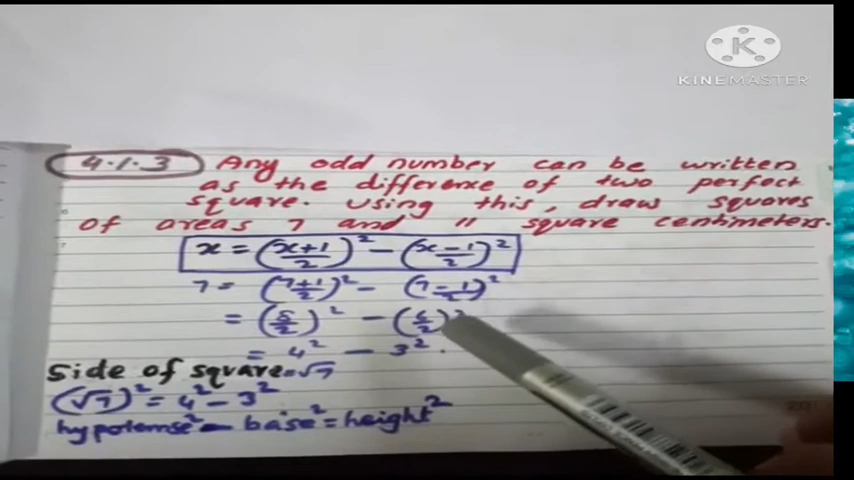 K
KINEMASTER
4.1.3 Any odd number can be written
as the difference of two perfect
square. Using this, draw squares
of areas 7 and 11 square centimeters.
x = (x+1/2)² - (x-1/2)²
7 = (7+1/2)² - (7-1/2)²
= (8/2)² - (6/2)²
= 4² - 3².
Side of square = √7
(√7)² = 4² - 3²
hypotemse² - base² = height²